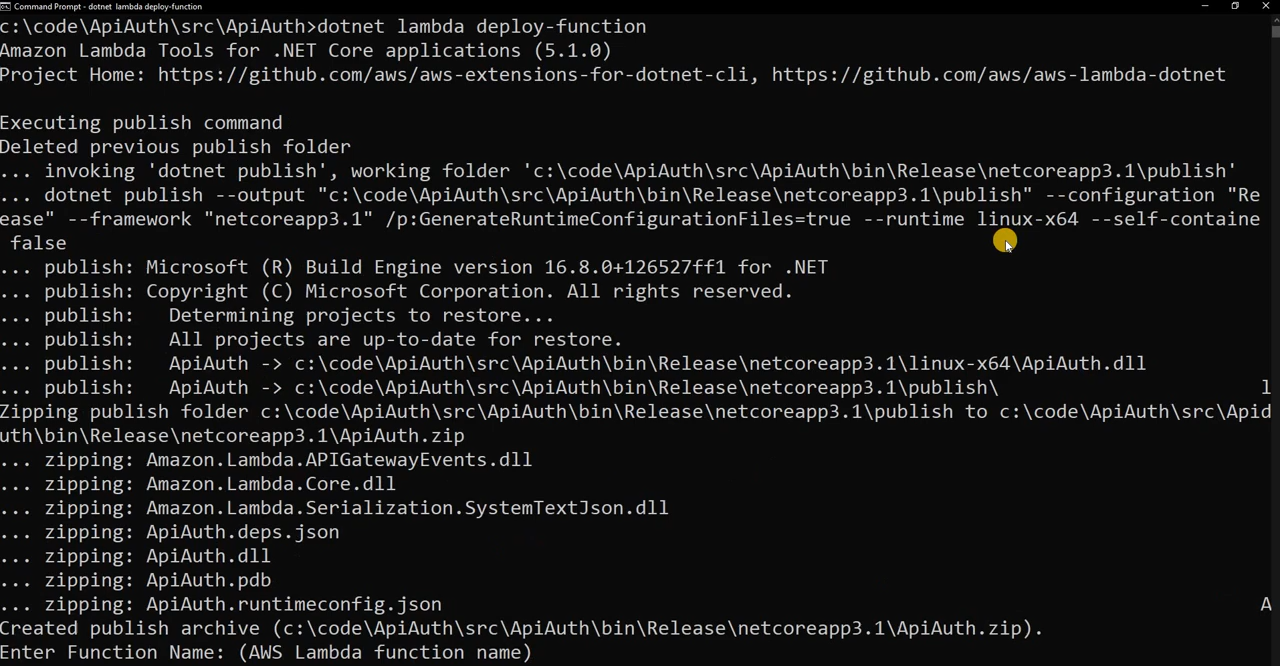 Command Prompt - dotnet lambda deploy-function
c:\code\ApiAuth\src\ApiAuth>dotnet lambda deploy-function
Amazon Lambda Tools for .NET Core applications (5.1.0)
Project Home: https://github.com/aws/aws-extensions-for-dotnet-cli, https://github.com/aws/aws-lambda-dotnet
Executing publish command
Deleted previous publish folder
... invoking 'dotnet publish', working folder 'c:\code\ApiAuth\src\ApiAuth\bin\Release\netcoreapp3.1\publish'
... dotnet publish --output "c:\code\ApiAuth\src\ApiAuth\bin\Release\netcoreapp3.1\publish" --configuration "Re
ease" --framework "netcoreapp3.1" /p:GenerateRuntimeConfigurationFiles=true --runtime linux-x64 --self-containe
false
... publish: Microsoft (R) Build Engine version 16.8.0+126527ff1 for .NET
... publish: Copyright (C) Microsoft Corporation. All rights reserved.
... publish:   Determining projects to restore...
... publish:   All projects are up-to-date for restore.
... publish:   ApiAuth -> c:\code\ApiAuth\src\ApiAuth\bin\Release\netcoreapp3.1\linux-x64\ApiAuth.dll
... publish:   ApiAuth -> c:\code\ApiAuth\src\ApiAuth\bin\Release\netcoreapp3.1\publish\ l
Zipping publish folder c:\code\ApiAuth\src\ApiAuth\bin\Release\netcoreapp3.1\publish to c:\code\ApiAuth\src\Apid
uth\bin\Release\netcoreapp3.1\ApiAuth.zip
... zipping: Amazon.Lambda.APIGatewayEvents.dll
... zipping: Amazon.Lambda.Core.dll
... zipping: Amazon.Lambda.Serialization.SystemTextJson.dll
... zipping: ApiAuth.deps.json
... zipping: ApiAuth.dll
... zipping: ApiAuth.pdb
... zipping: ApiAuth.runtimeconfig.json A
Created publish archive (c:\code\ApiAuth\src\ApiAuth\bin\Release\netcoreapp3.1\ApiAuth.zip).
Enter Function Name: (AWS Lambda function name)